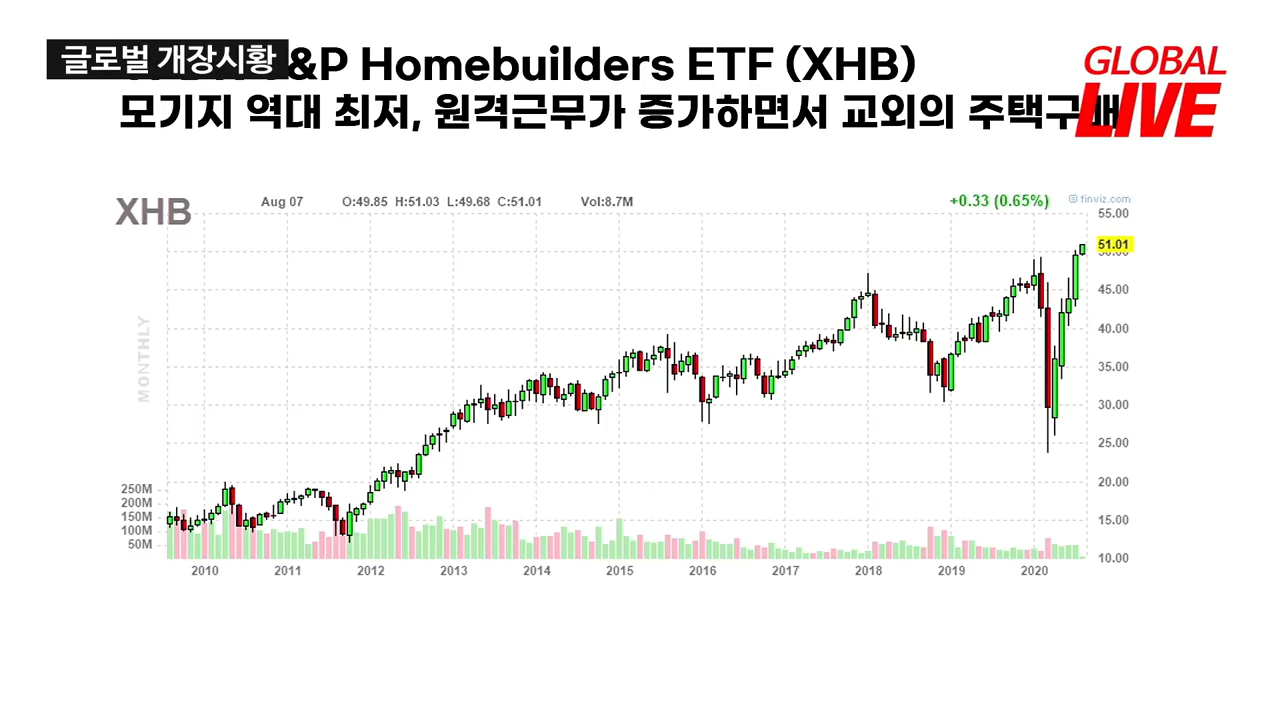 글로벌 개장시황
&P Homebuilders ETF (XHB)
모기지 역대 최저, 원격근무가 증가하면서 교외의 주택구매
GLOBAL
LIVE
XHB
Aug 07 O:49.85 H:51.03 L:49.68 C:51.01 Vol:8.7M
+0.33 (0.65%)
finviz.com
MONTHLY
55.00
51.01
50.00
45.00
40.00
35.00
30.00
25.00
20.00
15.00
10.00
250M
200M
150M
100M
50M
2010 2011 2012 2013 2014 2015 2016 2017 2018 2019 2020